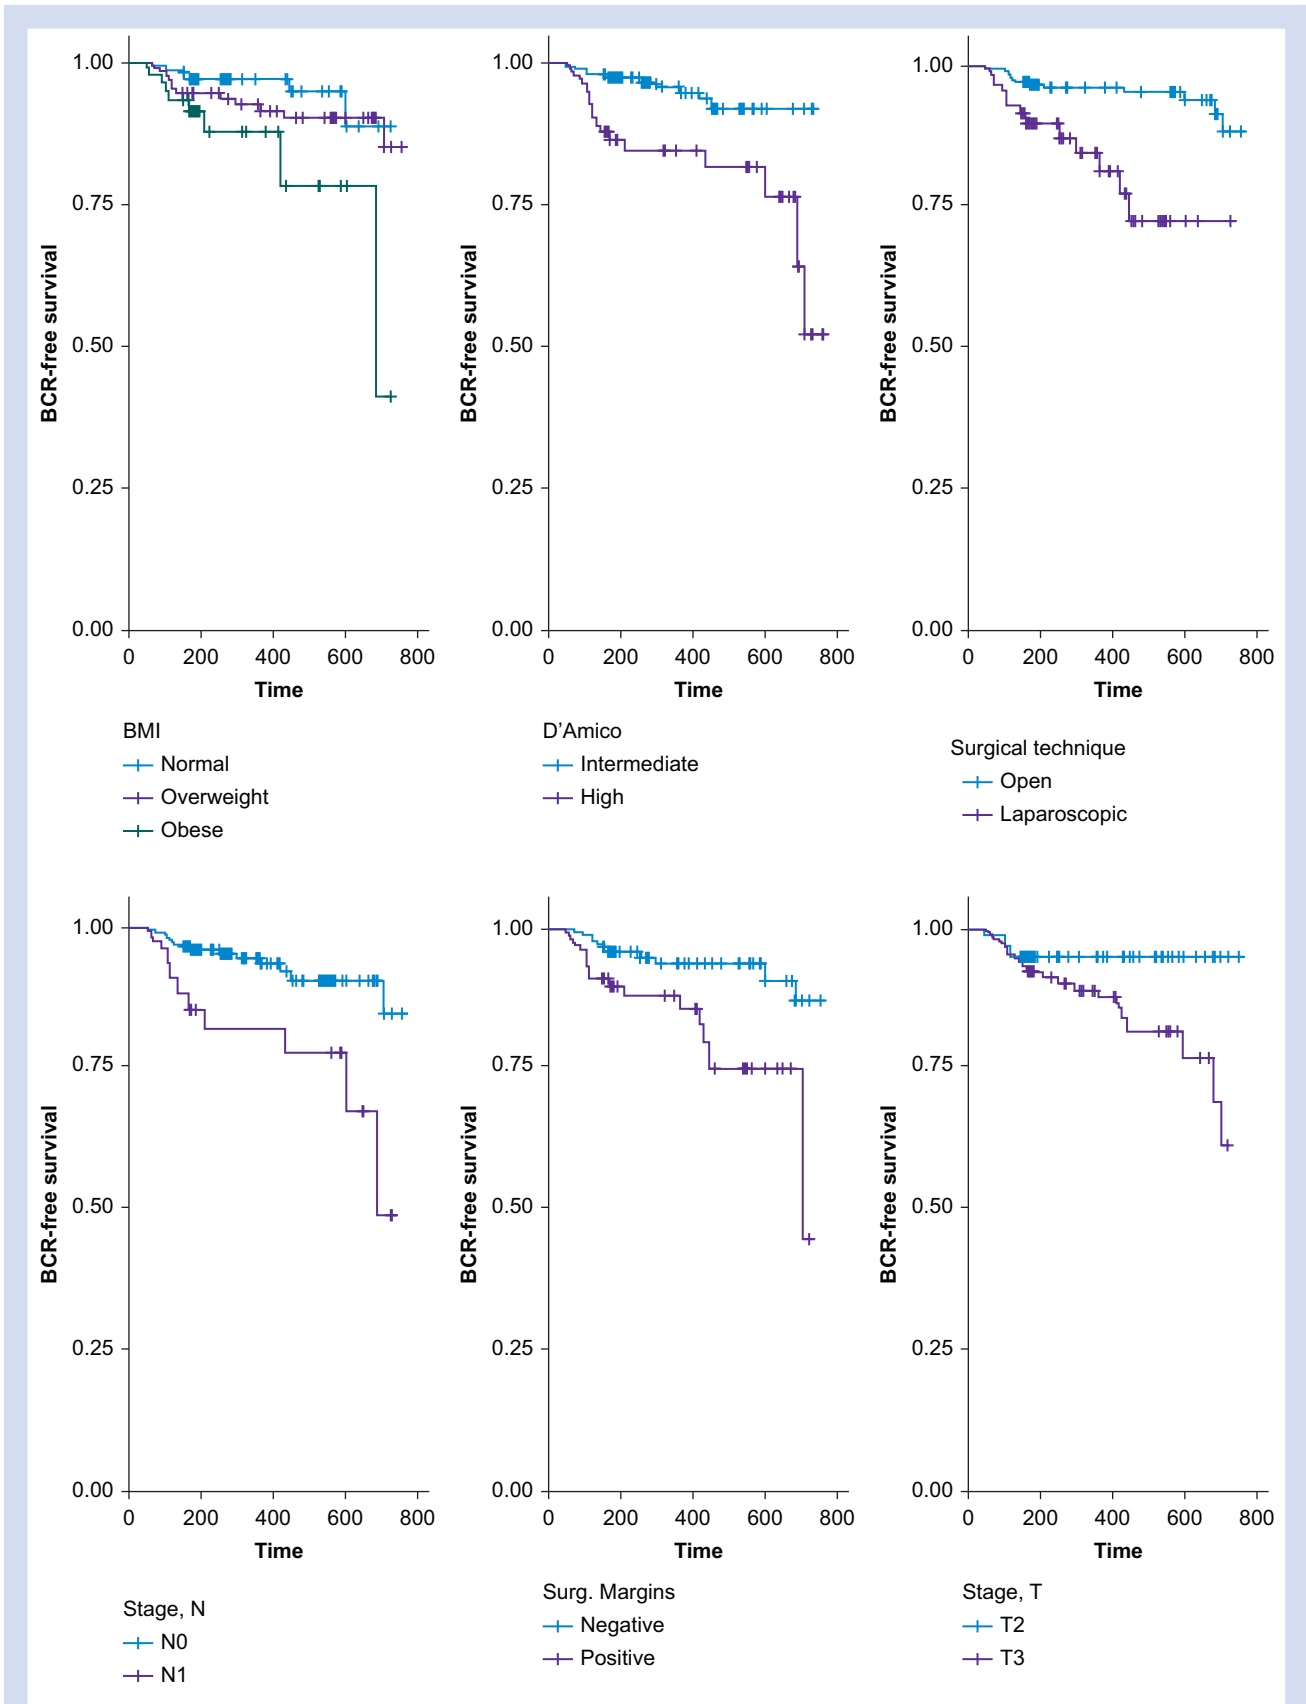 1.00
0.75
0.50
0.25
0.00
BCR-free survival
0 200 400 600 800
Time
BMI
Normal
Overweight
Obese
1.00
0.75
0.50
0.25
0.00
BCR-free survival
0 200 400 600 800
Time
D’Amico
Intermediate
High
1.00
0.75
0.50
0.25
0.00
BCR-free survival
0 200 400 600 800
Time
Surgical technique
Open
Laparoscopic
1.00
0.75
0.50
0.25
0.00
BCR-free survival
0 200 400 600 800
Time
Stage, N
N0
N1
1.00
0.75
0.50
0.25
0.00
BCR-free survival
0 200 400 600 800
Time
Surg. Margins
Negative
Positive
1.00
0.75
0.50
0.25
0.00
BCR-free survival
0 200 400 600 800
Time
Stage, T
T2
T3